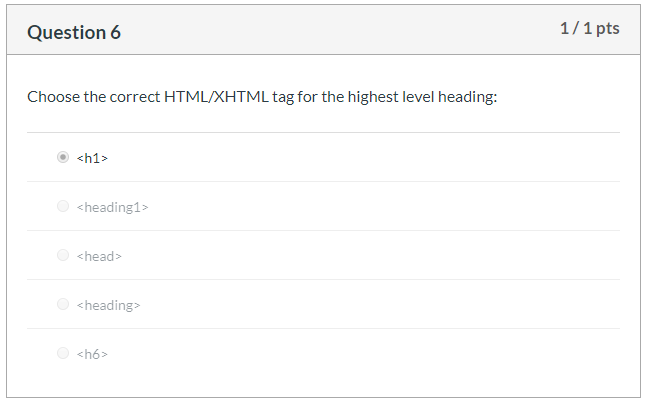 Question 6
1 / 1 pts
Choose the correct HTML/XHTML tag for the highest level heading:
<h1>
<heading1>
<head>
<heading>
<h6>